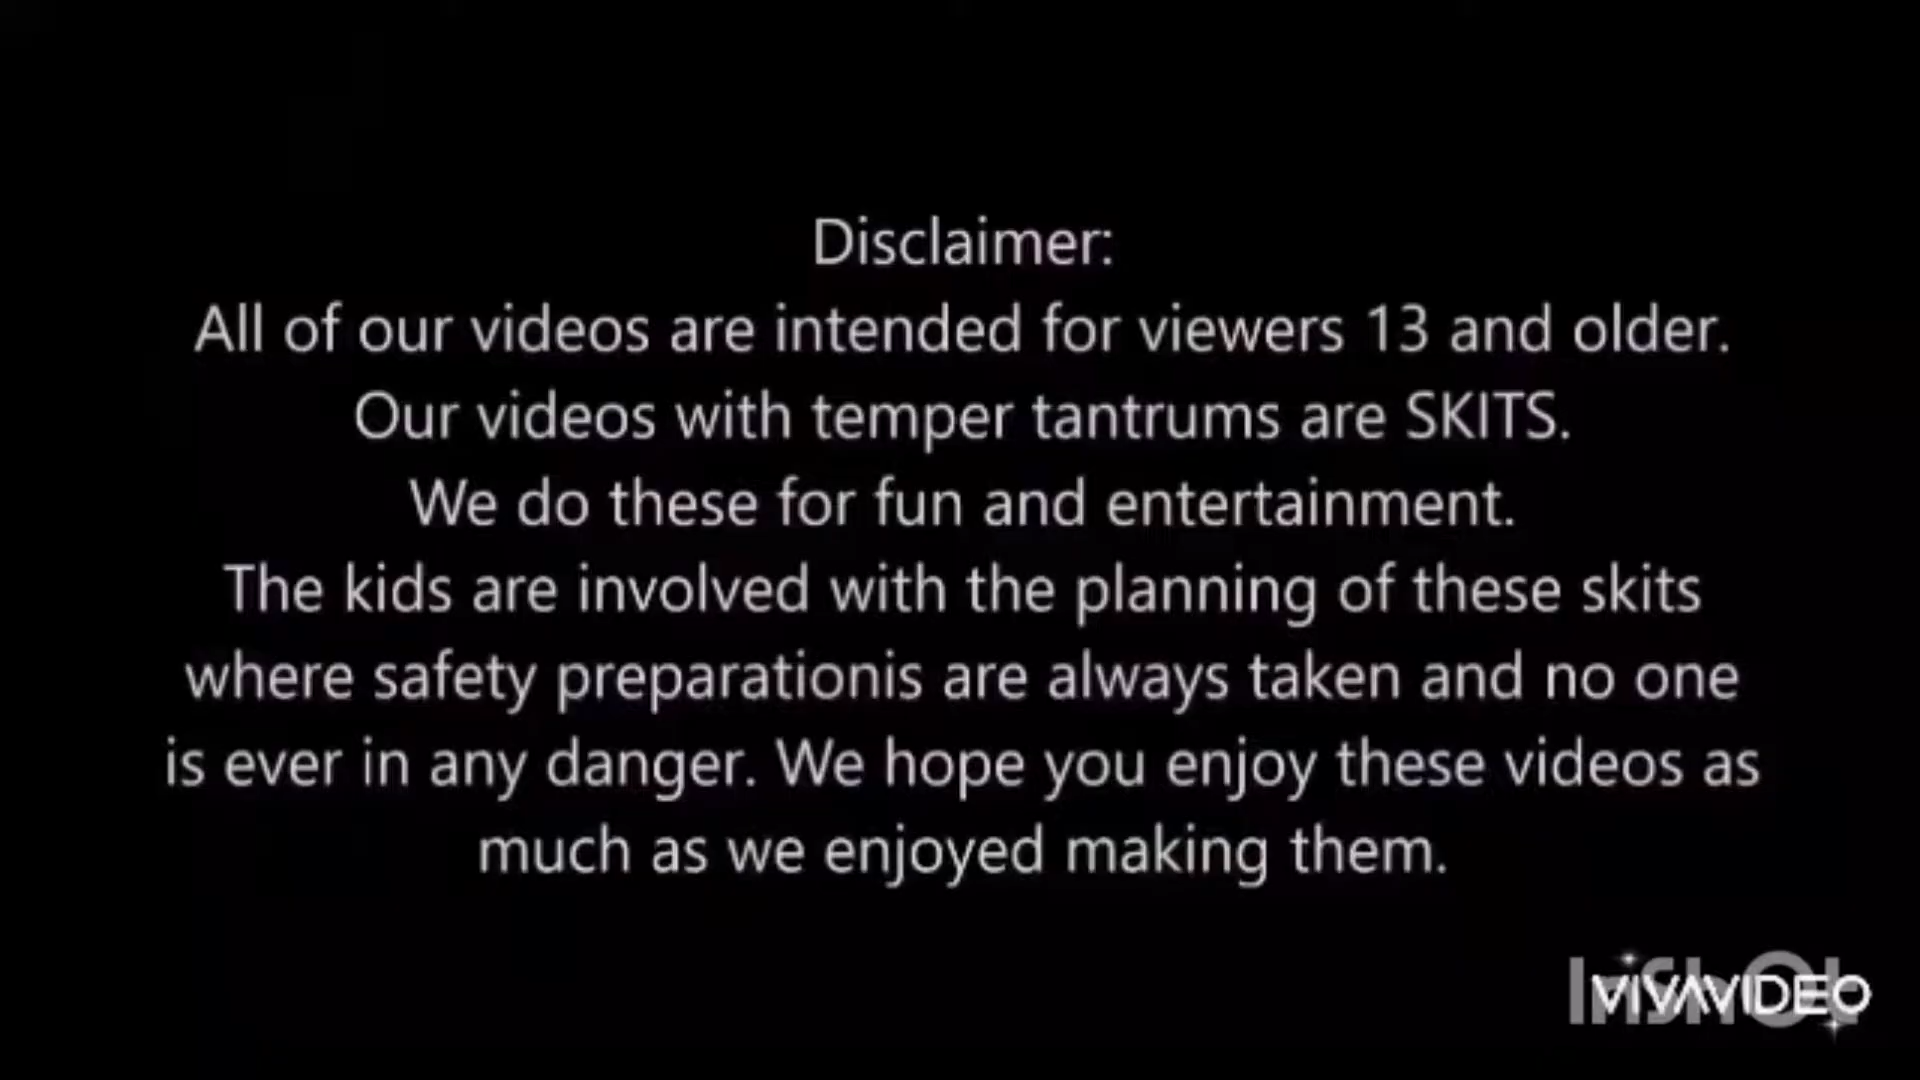 Disclaimer:
All of our videos are intended for viewers 13 and older.
Our videos with temper tantrums are SKITS.
We do these for fun and entertainment.
The kids are involved with the planning of these skits
where safety preparationis are always taken and no one
is ever in any danger. We hope you enjoy these videos as
much as we enjoyed making them.
InShOt
VIVAVIDEO